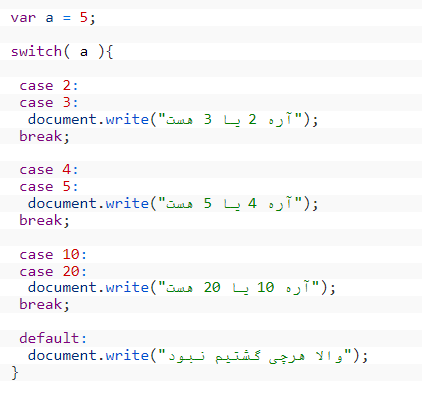 var a = 5;
switch( a ){
case 2:
case 3:
document.write("آره 2 یا 3 هست");
break;
case 4:
case 5:
document.write("آره 4 یا 5 هست");
break;
case 10:
case 20:
document.write("آره 10 یا 20 هست");
break;
default:
document.write("والا هرچی گشتیم نبود");
}